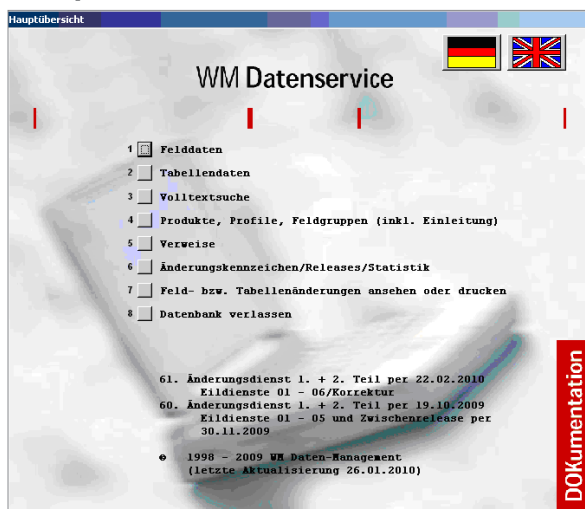 Hauptübersicht
WM Datenservice
1 Felddaten
2 Tabellendaten
3 Volltextsuche
4 Produkte, Profile, Feldgruppen (inkl. Einleitung)
5 Verweise
6 Änderungskennzeichen/Releases/Statistik
7 Feld- bzw. Tabellenänderungen ansehen oder drucken
8 Datenbank verlassen
61. Änderungsdienst 1. + 2. Teil per 22.02.2010
Eildienste 01 - 06/Korrektur
60. Änderungsdienst 1. + 2. Teil per 19.10.2009
Eildienste 01 - 05 und Zwischenrelease per
30.11.2009
© 1998 - 2009 WM Daten-Management
(letzte Aktualisierung 26.01.2010)
DOKumentation